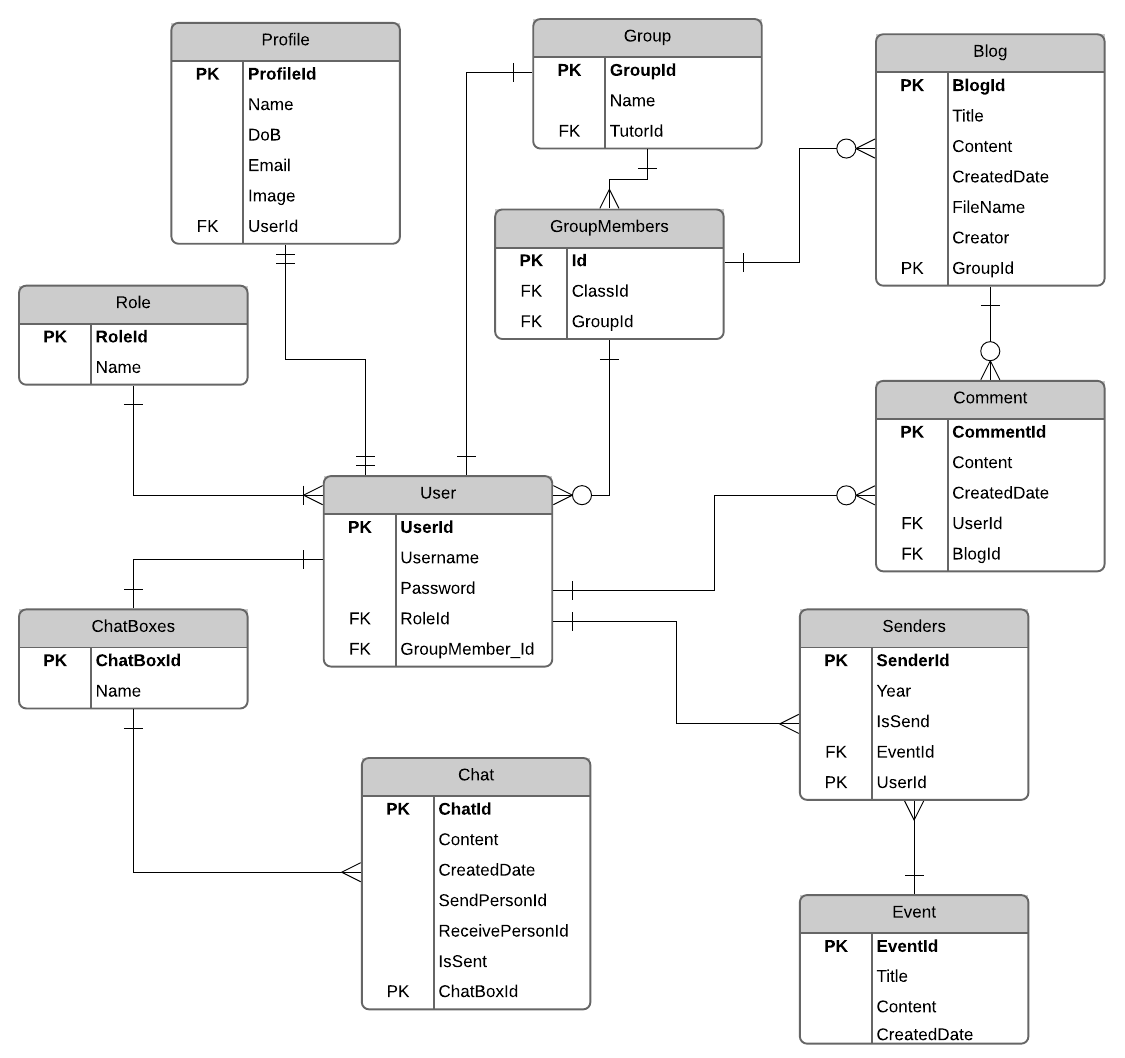 Profile
PK ProfileId
Name
DoB
Email
Image
FK UserId
Group
PK GroupId
Name
FK TutorId
Blog
PK BlogId
Title
Content
CreatedDate
FileName
Creator
PK GroupId
GroupMembers
PK Id
FK ClassId
FK GroupId
Role
PK RoleId
Name
Comment
PK CommentId
Content
CreatedDate
FK UserId
FK BlogId
User
PK UserId
Username
Password
FK RoleId
FK GroupMember_Id
ChatBoxes
PK ChatBoxId
Name
Senders
PK SenderId
Year
IsSend
FK EventId
PK UserId
Chat
PK ChatId
Content
CreatedDate
SendPersonId
ReceivePersonId
IsSent
PK ChatBoxId
Event
PK EventId
Title
Content
CreatedDate